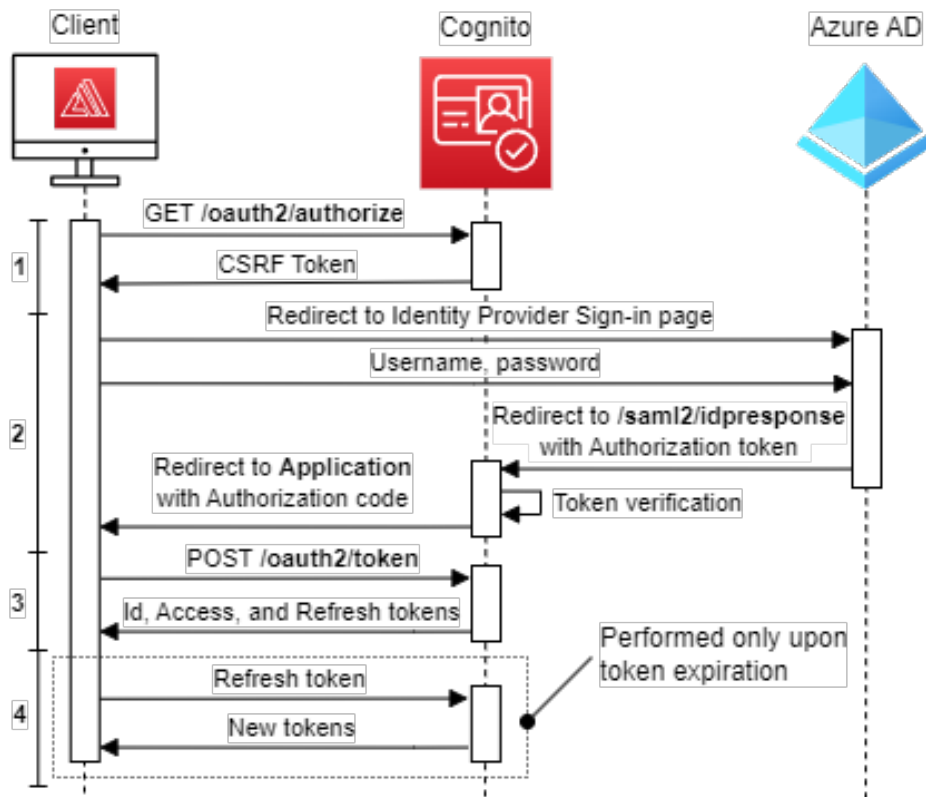 Client
Cognito
Azure AD
1
GET /oauth2/authorize
CSRF Token
2
Redirect to Identity Provider Sign-in page
Username, password
Redirect to /saml2/idpresponse
with Authorization token
Redirect to Application
with Authorization code
Token verification
3
POST /oauth2/token
Id, Access, and Refresh tokens
Performed only upon
token expiration
4
Refresh token
New tokens